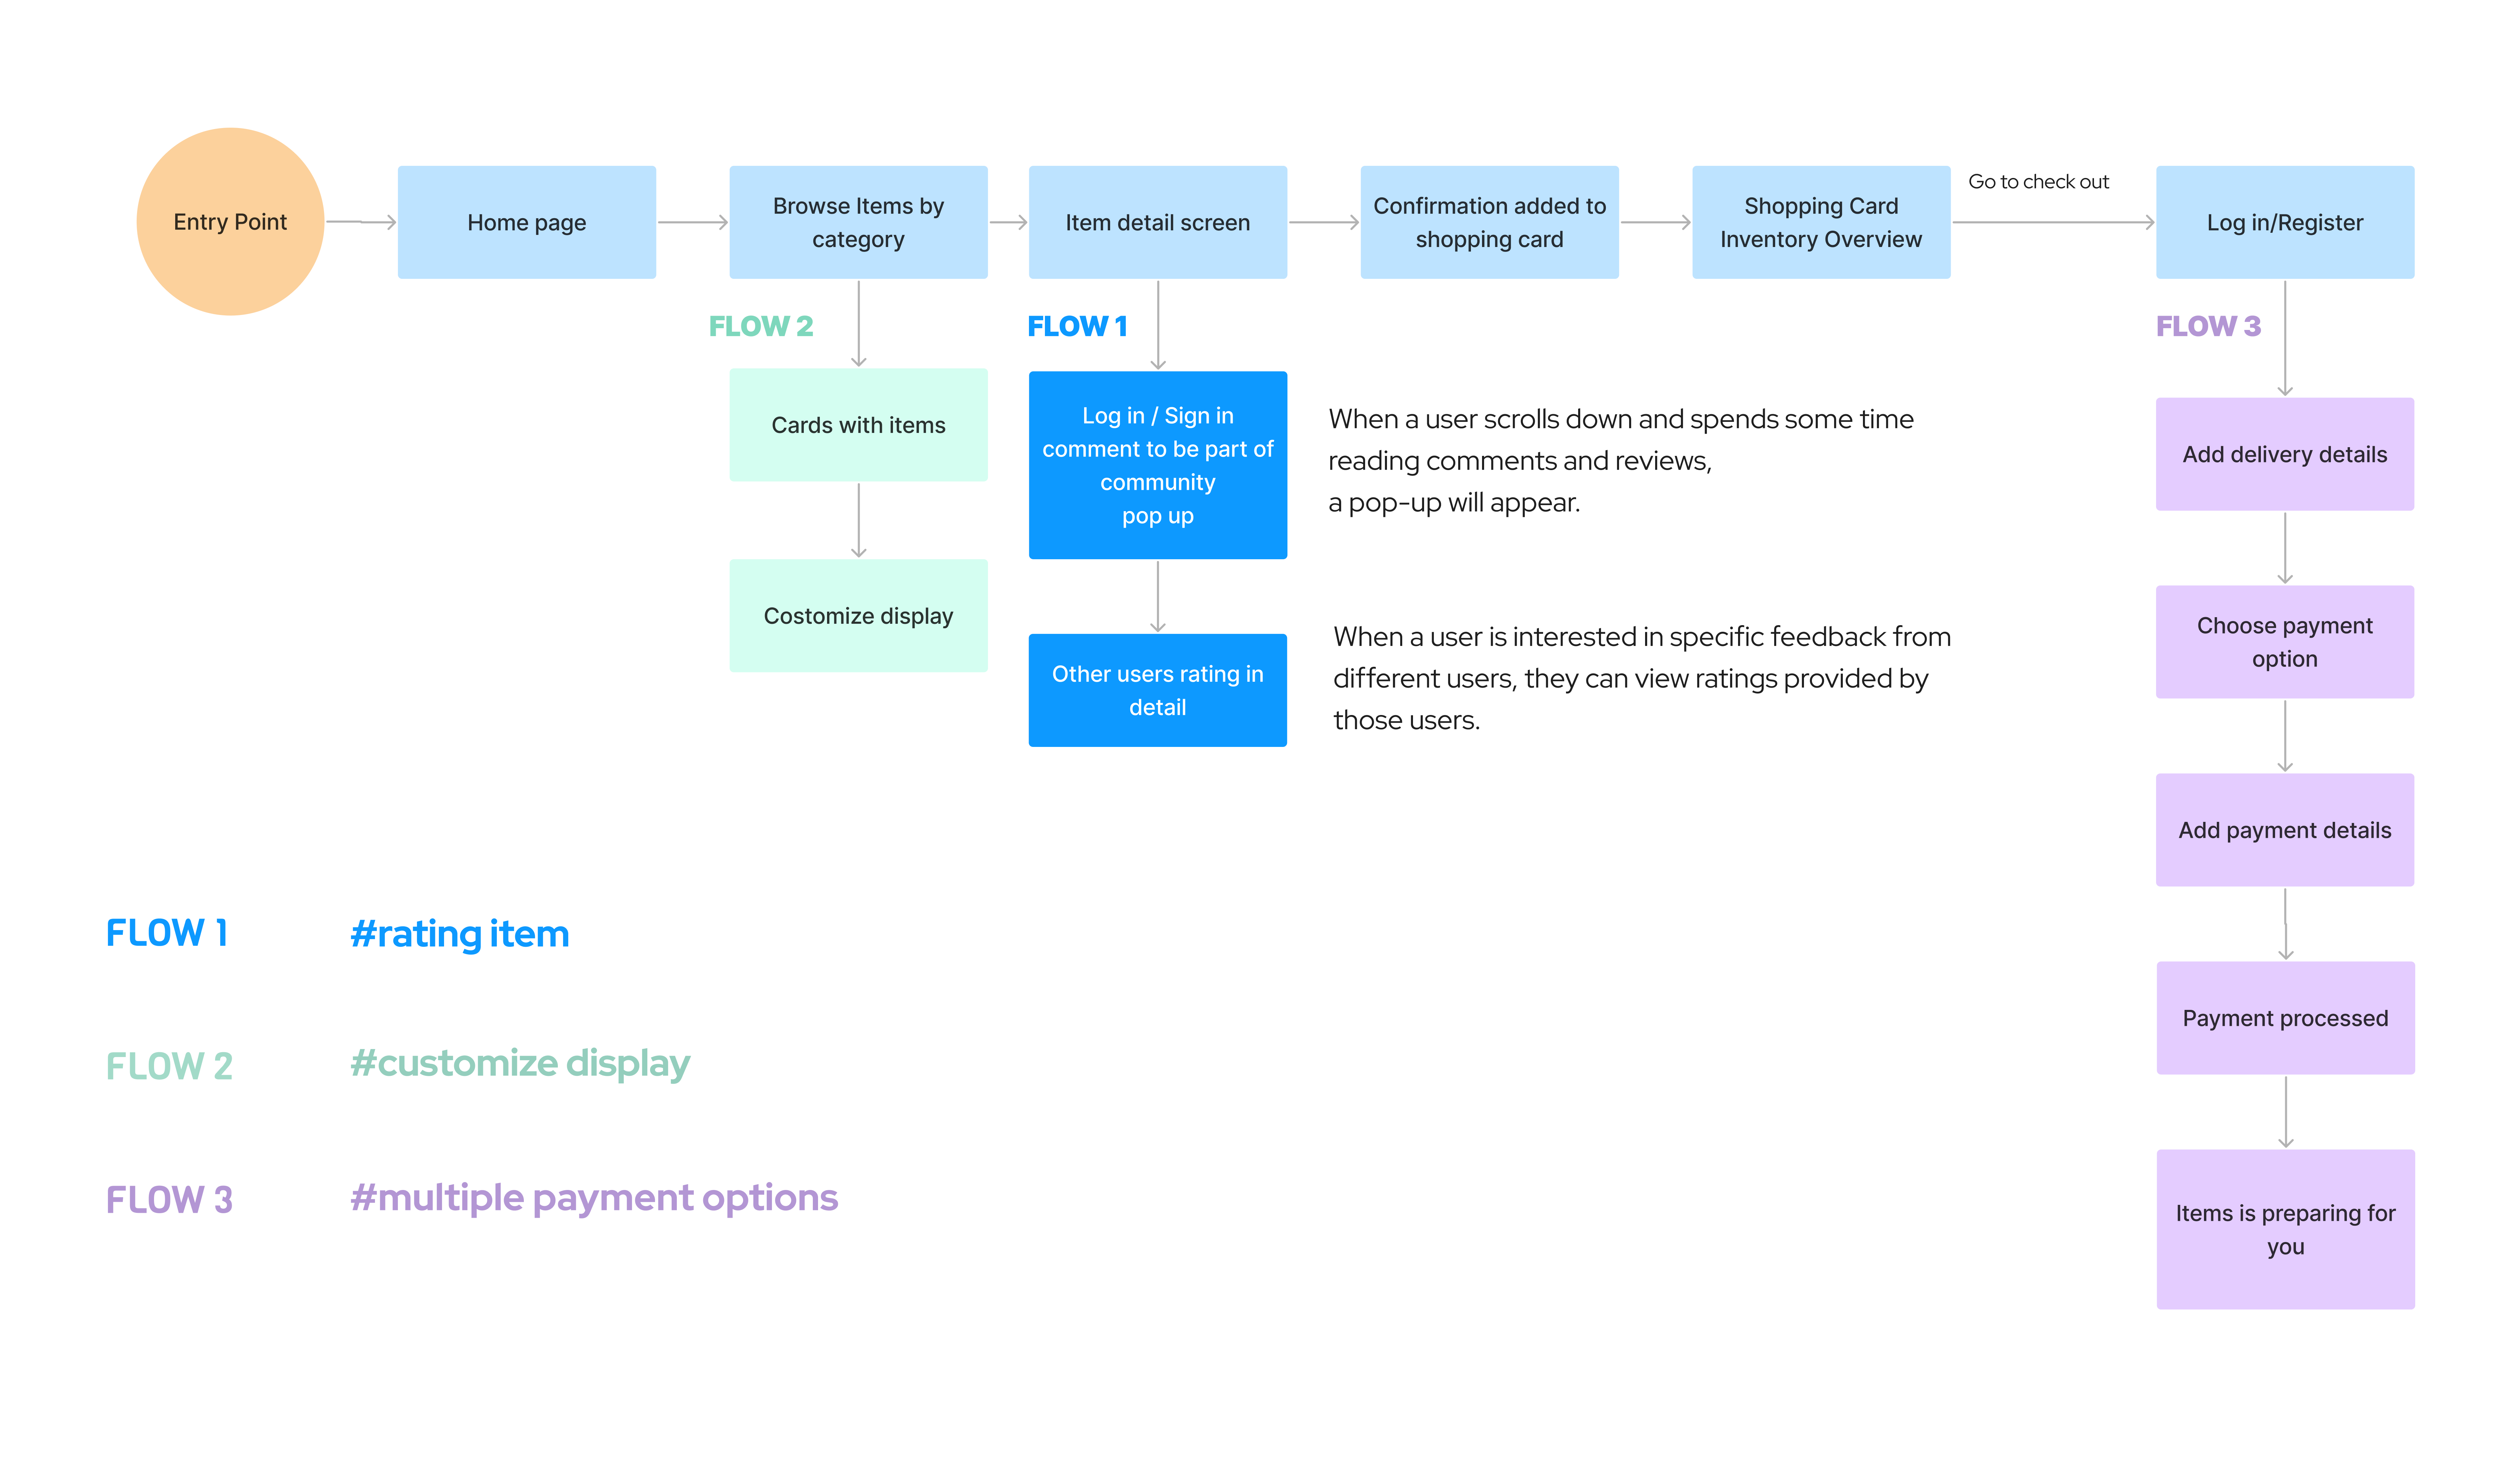 Entry Point
Home page
Browse Items by
category
Item detail screen
Confirmation added to
shopping card
Shopping Card
Inventory Overview
Go to check out
Log in/Register
FLOW 2
FLOW 1
FLOW 3
Cards with items
Costomize display
Log in / Sign in
comment to be part of
community
pop up
When a user scrolls down and spends some time
reading comments and reviews,
a pop-up will appear.
Other users rating in
detail
When a user is interested in specific feedback from
different users, they can view ratings provided by
those users.
Add delivery details
Choose payment
option
Add payment details
Payment processed
Items is preparing for
you
FLOW 1 #rating item
FLOW 2 #customize display
FLOW 3 #multiple payment options